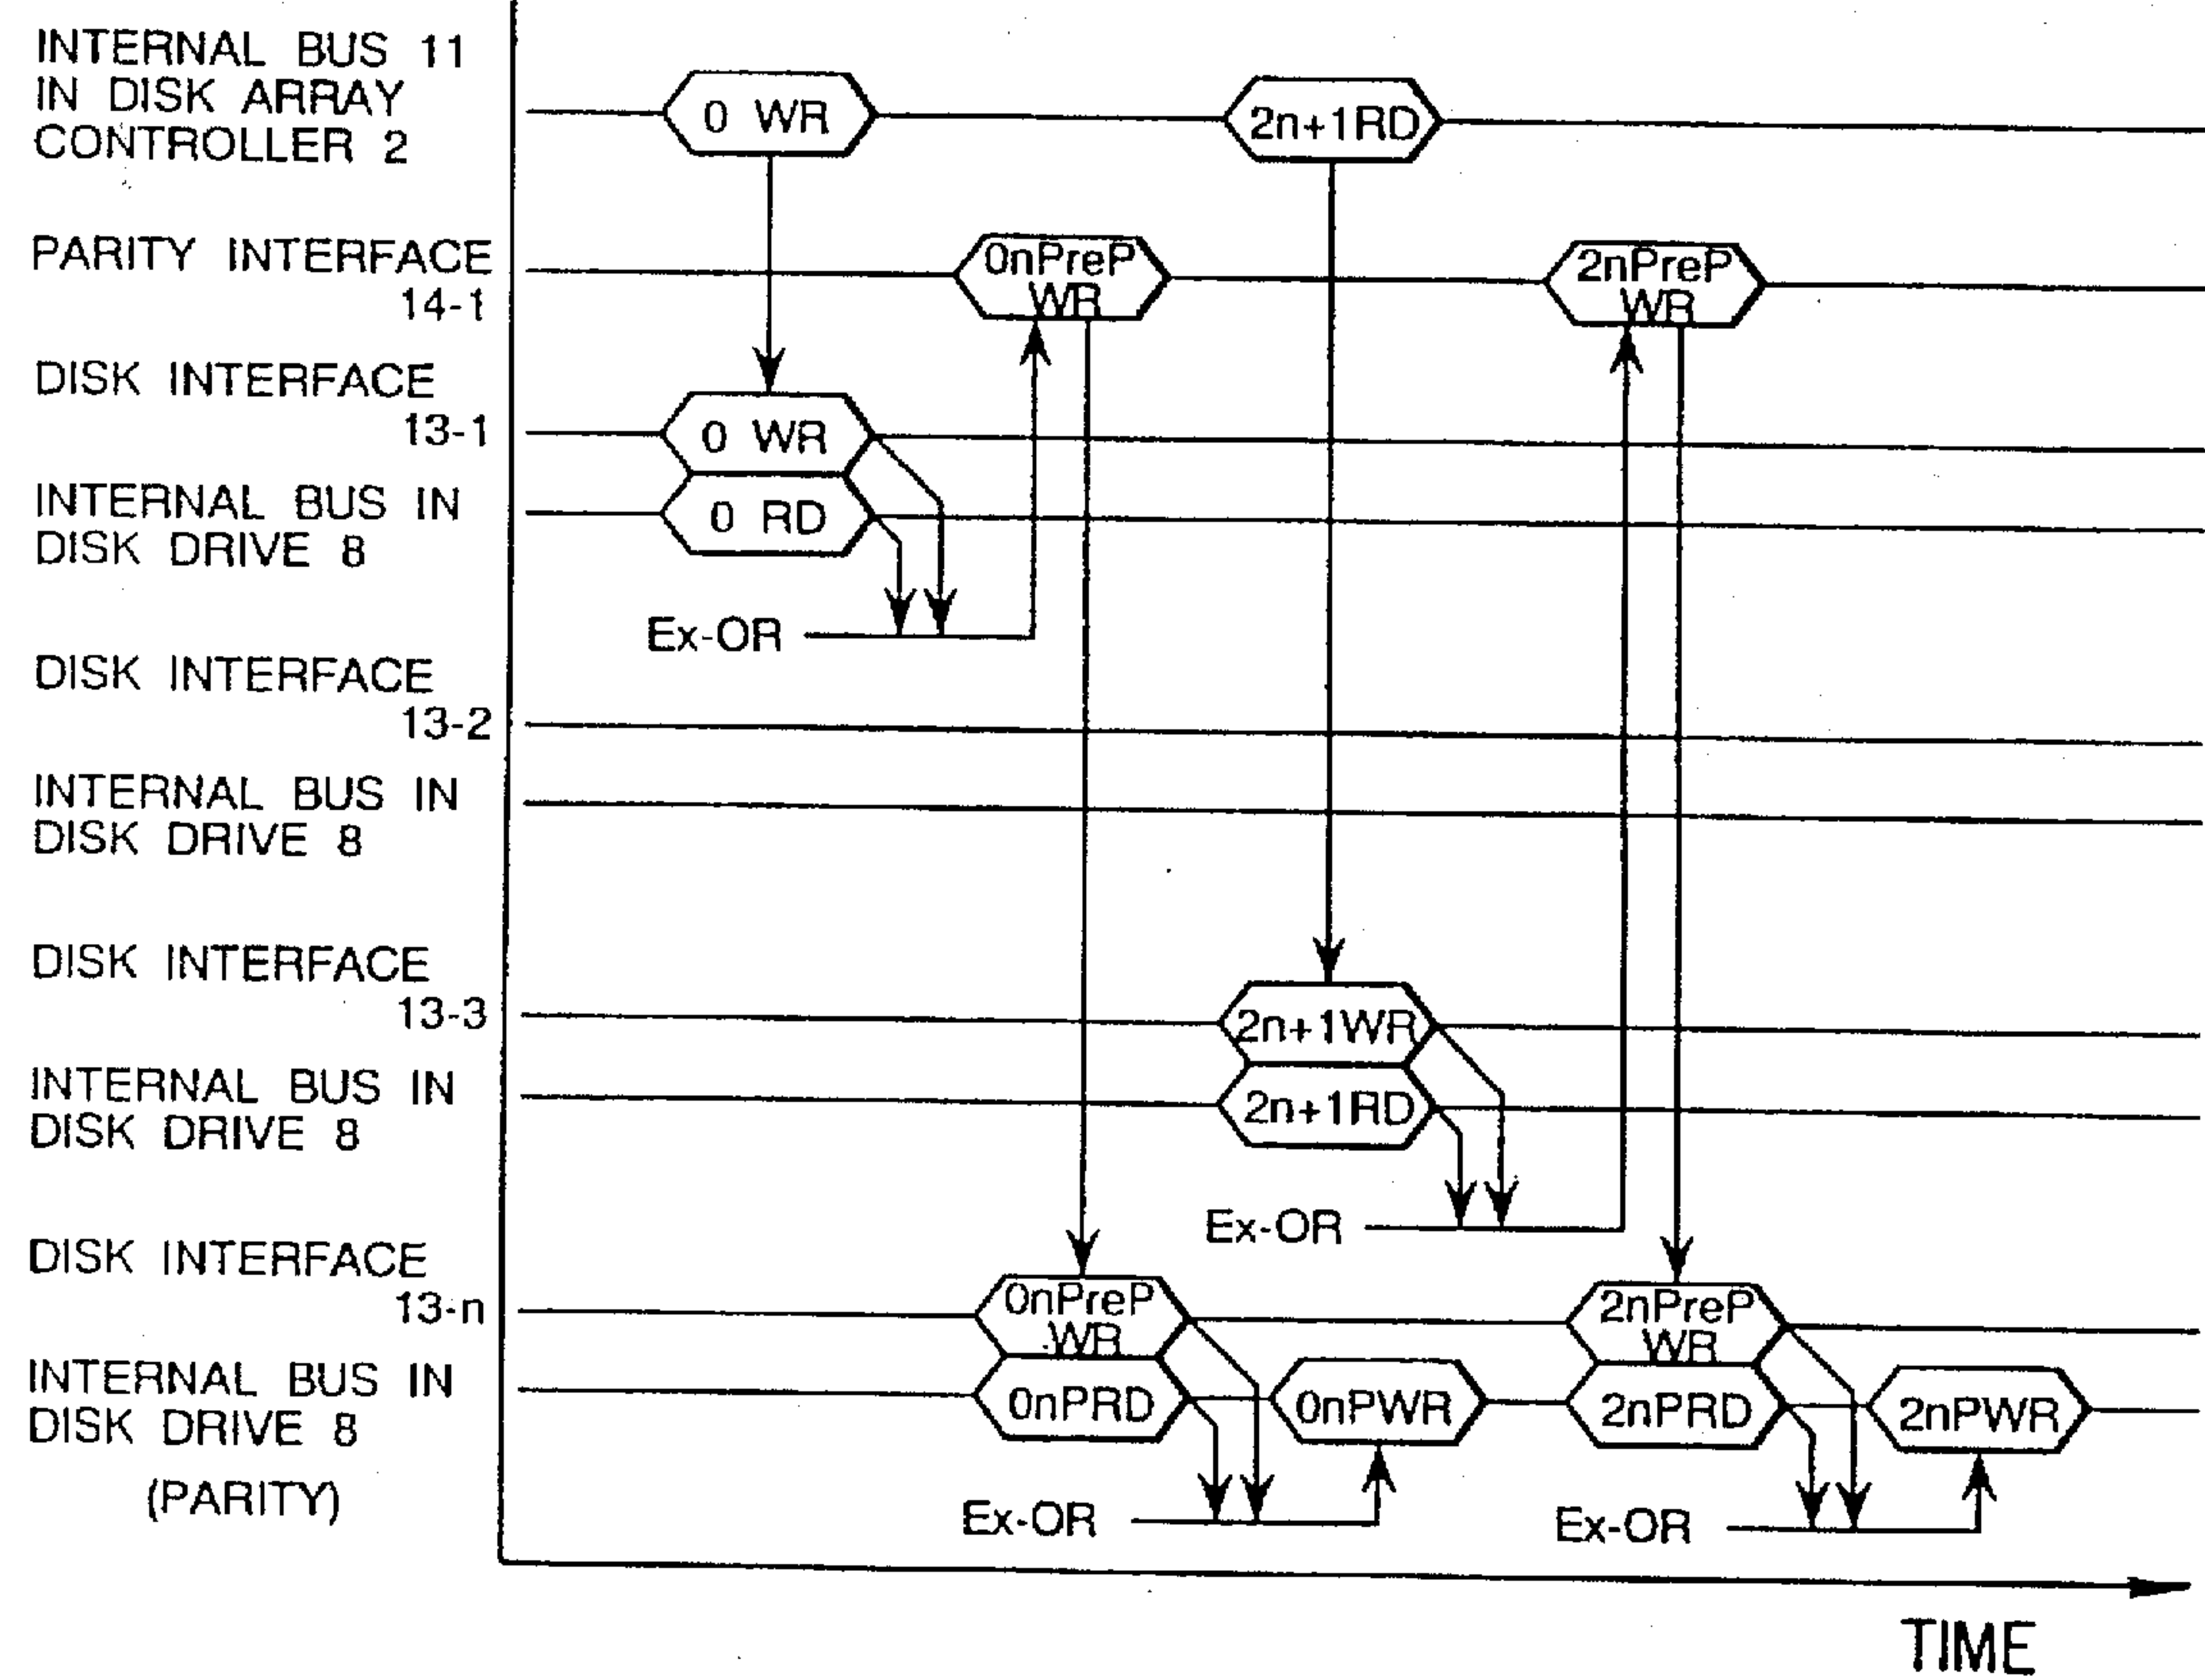 INTERNAL BUS 11
IN DISK ARRAY
CONTROLLER 2
0 WR
2n+1RD
PARITY INTERFACE
14-1
0nPreP
WR
2nPreP
WR
DISK INTERFACE
13-1
0 WR
INTERNAL BUS IN
DISK DRIVE 8
0 RD
Ex-OR
DISK INTERFACE
13-2
INTERNAL BUS IN
DISK DRIVE 8
DISK INTERFACE
13-3
2n+1WR
INTERNAL BUS IN
DISK DRIVE 8
2n+1RD
Ex-OR
DISK INTERFACE
13-n
0nPreP
WR
2nPreP
WR
INTERNAL BUS IN
DISK DRIVE 8
(PARITY)
0nPRD
0nPWR
2nPRD
2nPWR
Ex-OR
Ex-OR
TIME